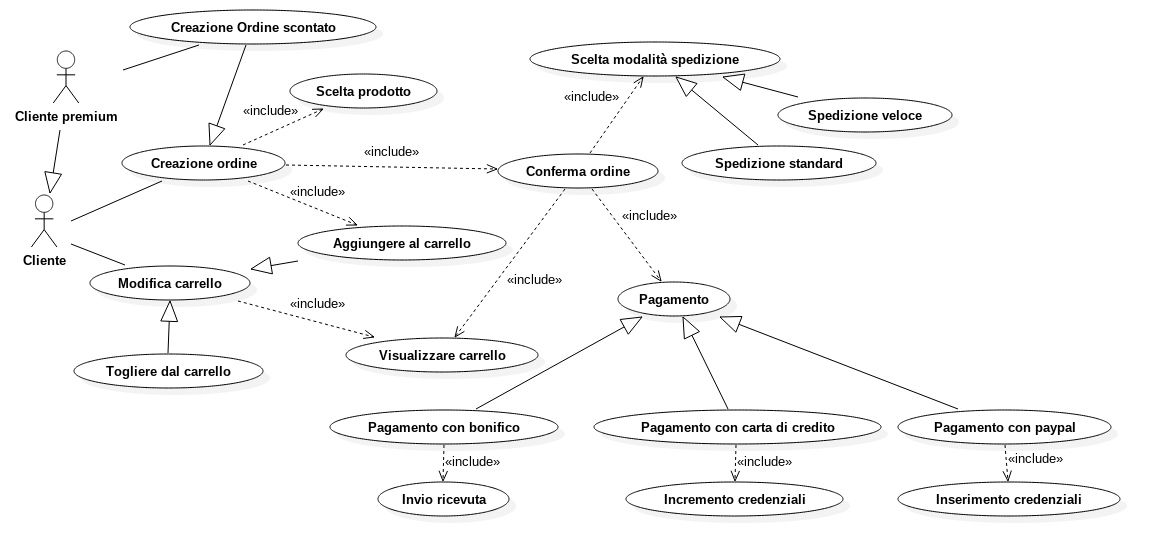 Creazione Ordine scontato
Scelta modalità spedizione
Cliente premium
Scelta prodotto
«include»
«include»
Spedizione veloce
Creazione ordine
«include»
Conferma ordine
Spedizione standard
«include»
«include»
Cliente
Aggiungere al carrello
Modifica carrello
«include»
«include»
Pagamento
Togliere dal carrello
Visualizzare carrello
Pagamento con bonifico
Pagamento con carta di credito
Pagamento con paypal
«include»
«include»
«include»
Invio ricevuta
Incremento credenziali
Inserimento credenziali